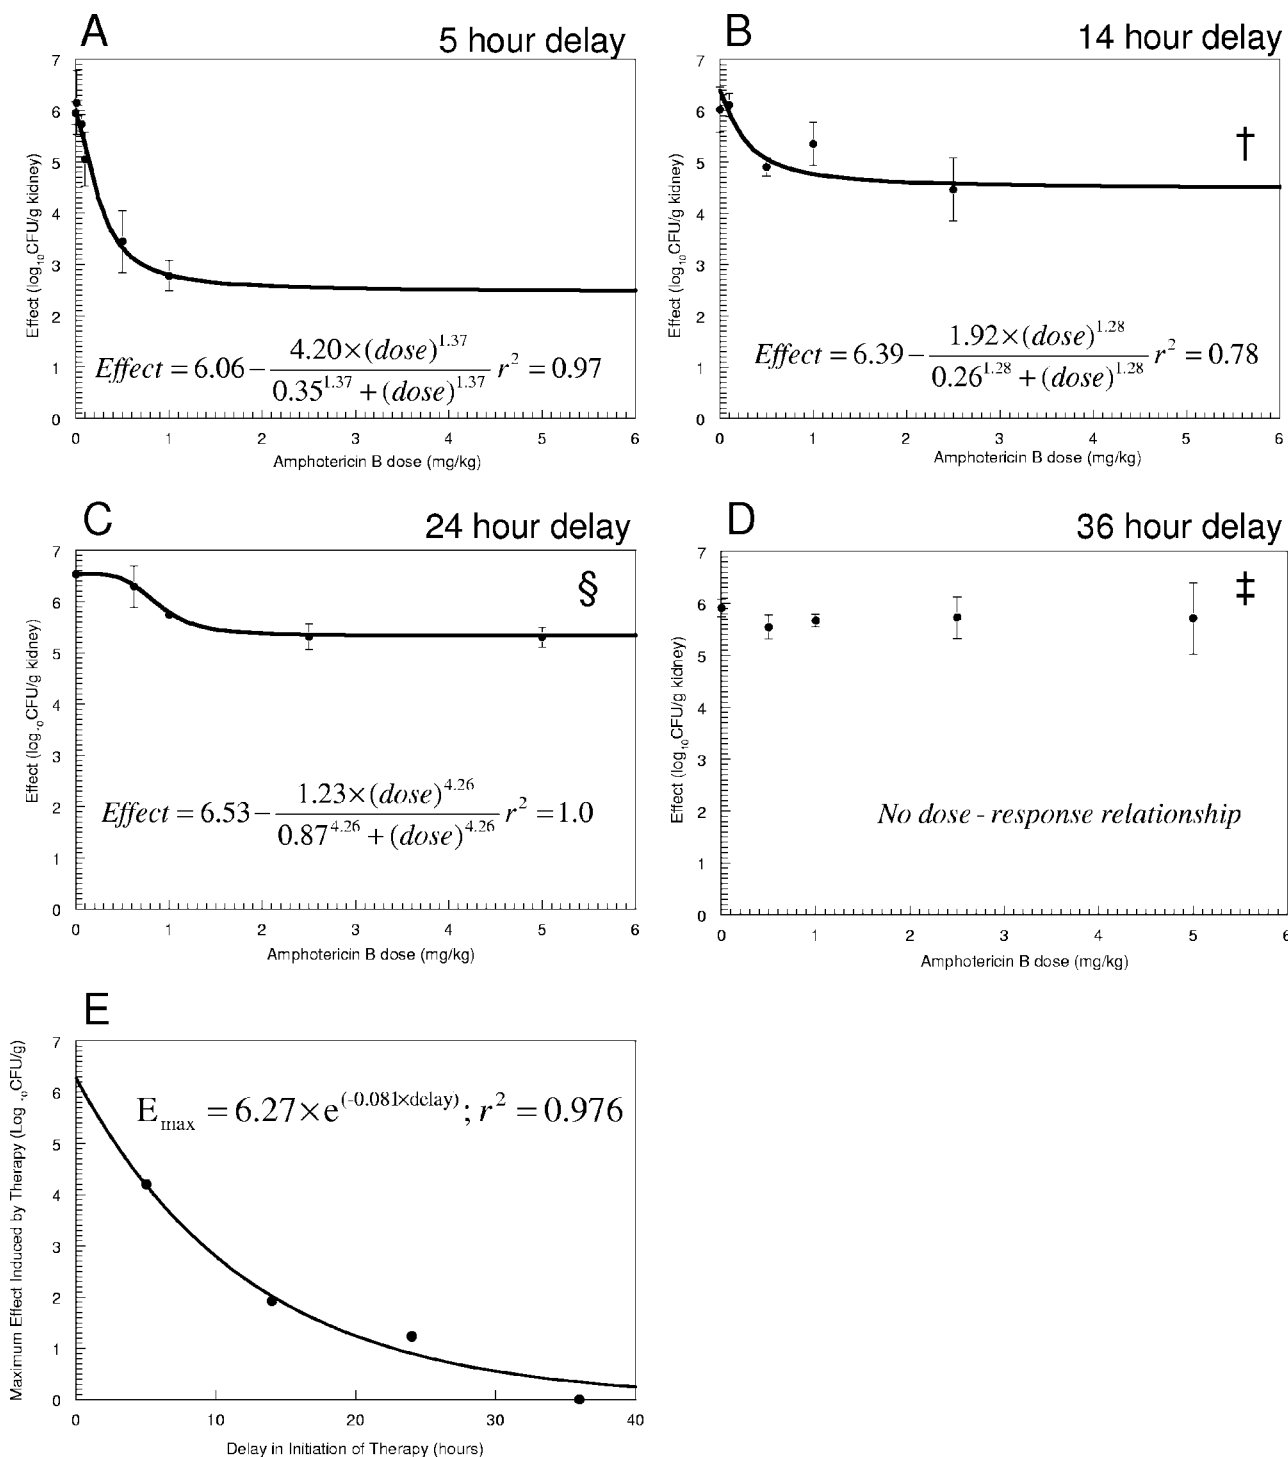 A
5 hour delay
7
6
5
4
3
2
1
0
Effect (log10CFU/g kidney)
Effect = 6.06 − 4.20×(dose)^1.37 / 0.35^1.37 + (dose)^1.37 r² = 0.97
0 1 2 3 4 5 6
Amphotericin B dose (mg/kg)
B
14 hour delay
7
6
5
4
3
2
1
0
Effect (log10CFU/g kidney)
†
Effect = 6.39 − 1.92×(dose)^1.28 / 0.26^1.28 + (dose)^1.28 r² = 0.78
0 1 2 3 4 5 6
Amphotericin B dose (mg/kg)
C
24 hour delay
7
6
5
4
3
2
1
0
Effect (log10CFU/g kidney)
§
Effect = 6.53 − 1.23×(dose)^4.26 / 0.87^4.26 + (dose)^4.26 r² = 1.0
0 1 2 3 4 5 6
Amphotericin B dose (mg/kg)
D
36 hour delay
7
6
5
4
3
2
1
0
Effect (log10CFU/g kidney)
‡
No dose - response relationship
0 1 2 3 4 5 6
Amphotericin B dose (mg/kg)
E
7
6
5
4
3
2
1
0
Maximum Effect Induced by Therapy (Log10CFU/g)
Emax = 6.27×e^(-0.081×delay); r² = 0.976
0 10 20 30 40
Delay in Initiation of Therapy (hours)